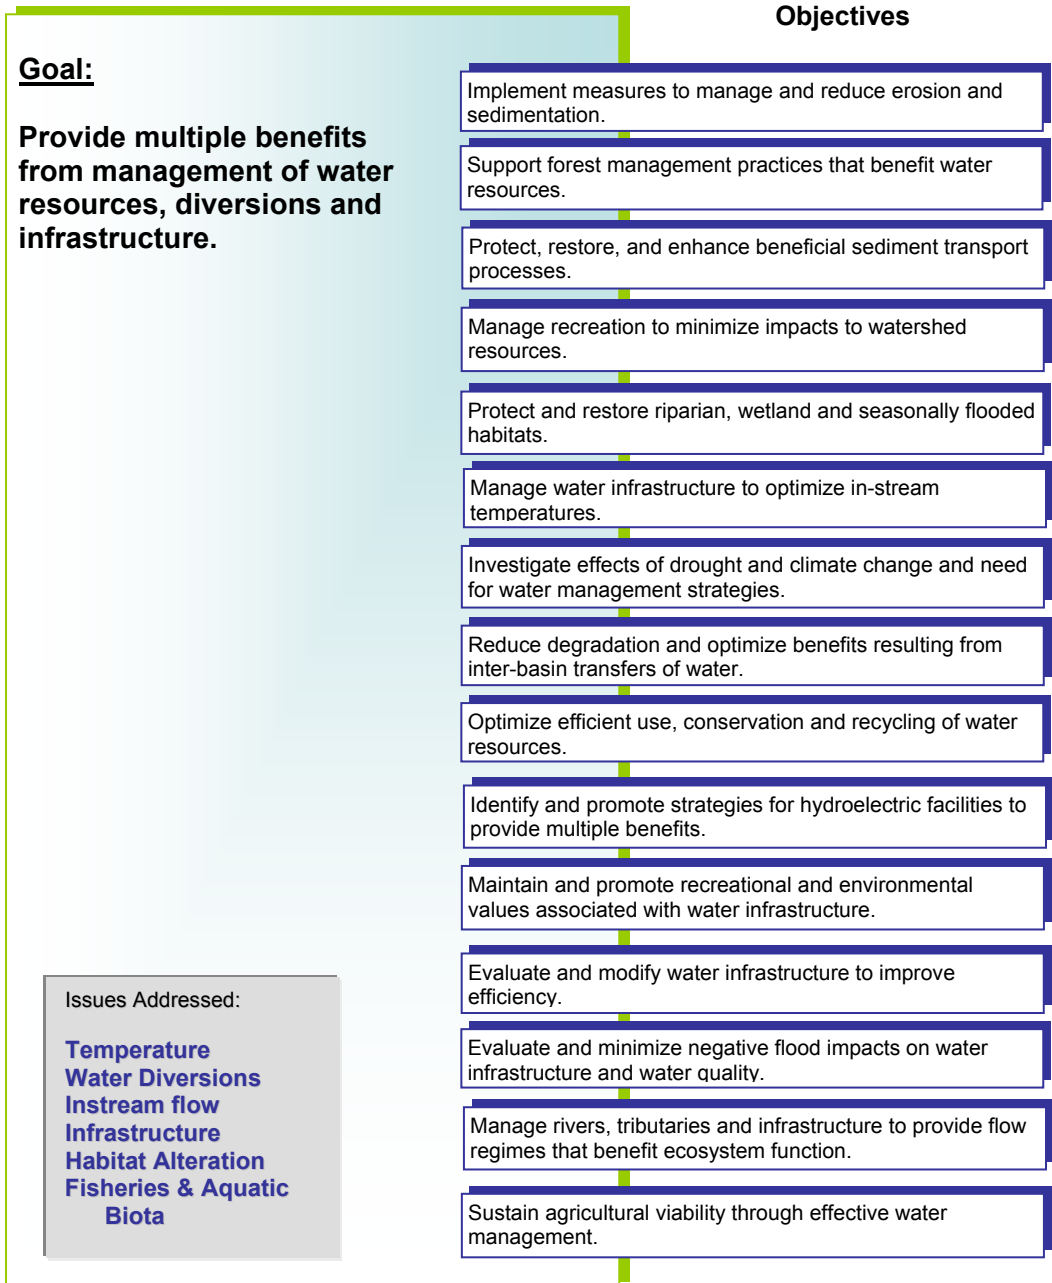 Objectives
Goal:
Provide multiple benefits
from management of water
resources, diversions and
infrastructure.
Implement measures to manage and reduce erosion and
sedimentation.
Support forest management practices that benefit water
resources.
Protect, restore, and enhance beneficial sediment transport
processes.
Manage recreation to minimize impacts to watershed
resources.
Protect and restore riparian, wetland and seasonally flooded
habitats.
Manage water infrastructure to optimize in-stream
temperatures.
Investigate effects of drought and climate change and need
for water management strategies.
Reduce degradation and optimize benefits resulting from
inter-basin transfers of water.
Optimize efficient use, conservation and recycling of water
resources.
Identify and promote strategies for hydroelectric facilities to
provide multiple benefits.
Maintain and promote recreational and environmental
values associated with water infrastructure.
Evaluate and modify water infrastructure to improve
efficiency.
Evaluate and minimize negative flood impacts on water
infrastructure and water quality.
Manage rivers, tributaries and infrastructure to provide flow
regimes that benefit ecosystem function.
Sustain agricultural viability through effective water
management.
Issues Addressed:
Temperature
Water Diversions
Instream flow
Infrastructure
Habitat Alteration
Fisheries & Aquatic
Biota